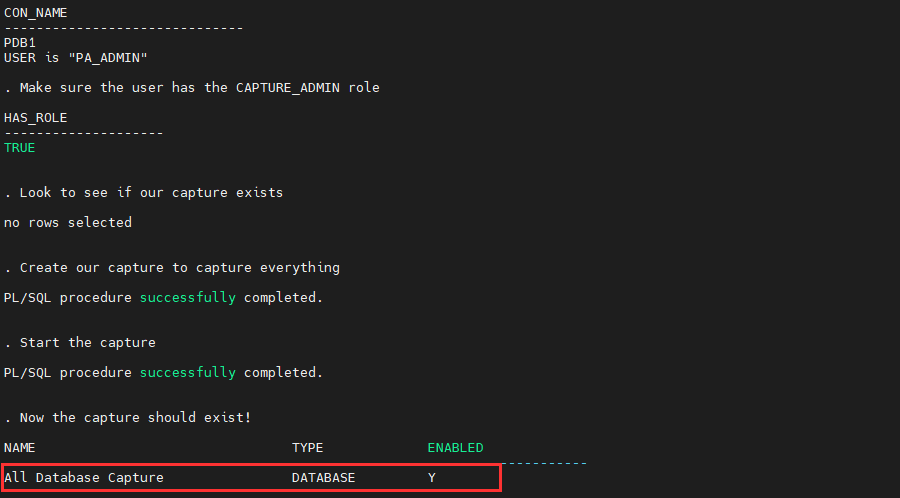 CON_NAME
------------------------------
PDB1
USER is "PA_ADMIN"
. Make sure the user has the CAPTURE_ADMIN role
HAS_ROLE
--------------------
TRUE
. Look to see if our capture exists
no rows selected
. Create our capture to capture everything
PL/SQL procedure successfully completed.
. Start the capture
PL/SQL procedure successfully completed.
. Now the capture should exist!
NAME TYPE ENABLED
-----------
All Database Capture DATABASE Y